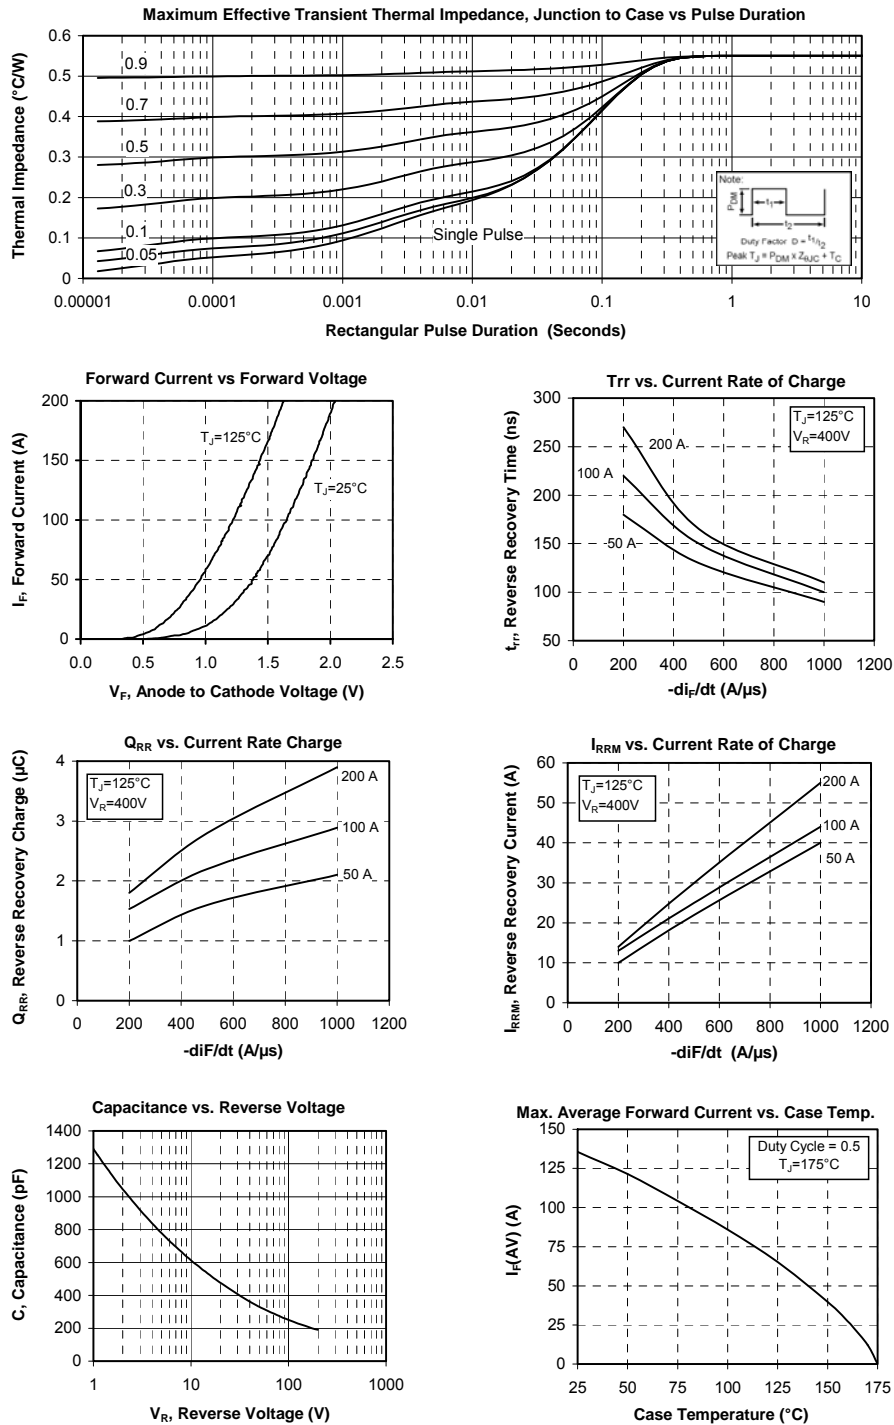 Maximum Effective Transient Thermal Impedance, Junction to Case vs Pulse Duration
Thermal Impedance (°C/W)
0.6
0.5
0.4
0.3
0.2
0.1
0
0.9
0.7
0.5
0.3
0.1
0.05
Single Pulse
Note:
PDM
t1
t2
Duty Factor D = t1/t2
Peak TJ = PDM x ZθJC + TC
0.00001 0.0001 0.001 0.01 0.1 1 10
Rectangular Pulse Duration (Seconds)
Forward Current vs Forward Voltage
IF, Forward Current (A)
200
150
100
50
0
TJ=125°C
TJ=25°C
0.0 0.5 1.0 1.5 2.0 2.5
VF, Anode to Cathode Voltage (V)
Trr vs. Current Rate of Charge
trr, Reverse Recovery Time (ns)
300
250
200
150
100
50
TJ=125°C
VR=400V
200 A
100 A
50 A
0 200 400 600 800 1000 1200
-diF/dt (A/µs)
QRR vs. Current Rate Charge
QRR, Reverse Recovery Charge (µC)
4
3
2
1
0
TJ=125°C
VR=400V
200 A
100 A
50 A
0 200 400 600 800 1000 1200
-diF/dt (A/µs)
IRRM vs. Current Rate of Charge
IRRM, Reverse Recovery Current (A)
60
50
40
30
20
10
0
TJ=125°C
VR=400V
200 A
100 A
50 A
0 200 400 600 800 1000 1200
-diF/dt (A/µs)
Capacitance vs. Reverse Voltage
C, Capacitance (pF)
1400
1200
1000
800
600
400
200
0
1 10 100 1000
VR, Reverse Voltage (V)
Max. Average Forward Current vs. Case Temp.
IF(AV) (A)
150
125
100
75
50
25
0
Duty Cycle = 0.5
TJ=175°C
25 50 75 100 125 150 175
Case Temperature (°C)